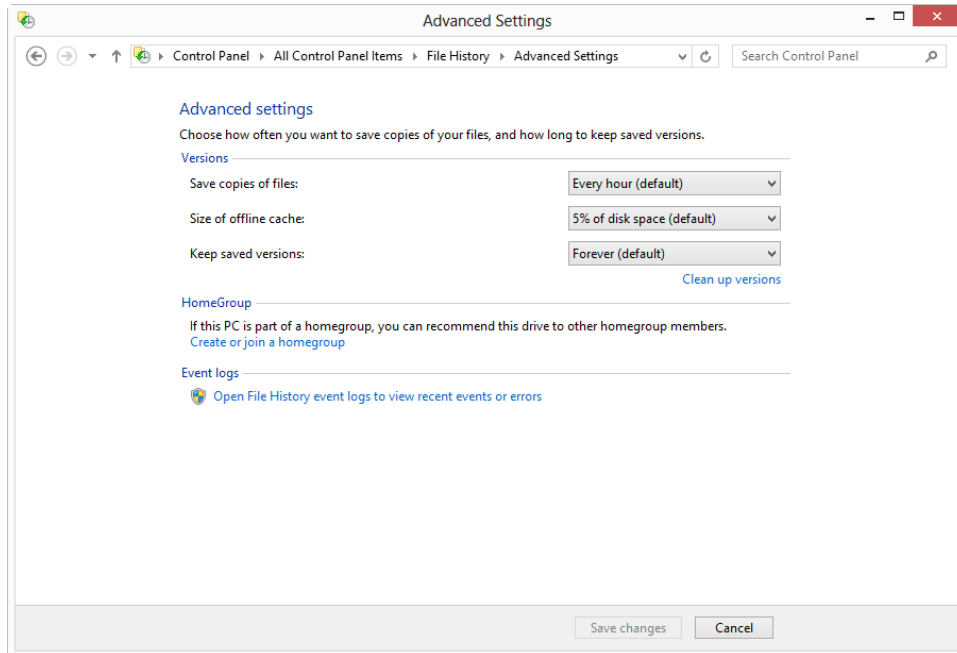 Advanced Settings
Control Panel
All Control Panel Items
File History
Advanced Settings
Search Control Panel
Advanced settings
Choose how often you want to save copies of your files, and how long to keep saved versions.
Versions
Save copies of files:
Every hour (default)
Size of offline cache:
5% of disk space (default)
Keep saved versions:
Forever (default)
Clean up versions
HomeGroup
If this PC is part of a homegroup, you can recommend this drive to other homegroup members.
Create or join a homegroup
Event logs
Open File History event logs to view recent events or errors
Save changes
Cancel